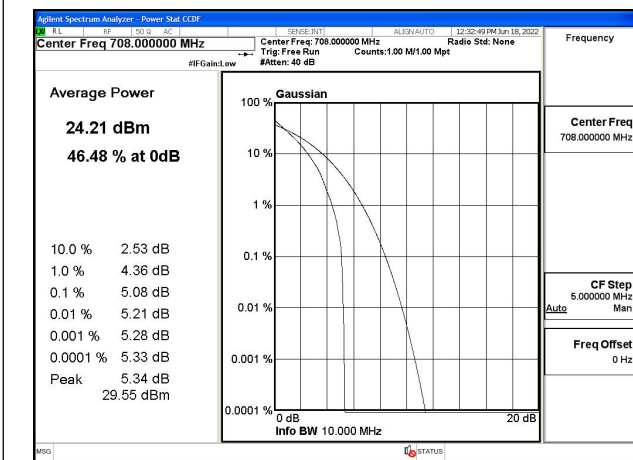 Agilent Spectrum Analyzer - Power Stat CCDF
LXI RL RF 50 Ω AC SENSE:INT ALIGN AUTO 12:32:49 PM Jun 18, 2022
Center Freq 708.000000 MHz
Center Freq: 708.000000 MHz Radio Std: None
Trig: Free Run Counts:1.00 M/1.00 Mpt
#IFGain:Low #Atten: 40 dB
Frequency
Average Power
24.21 dBm
46.48 % at 0dB
10.0 % 2.53 dB
1.0 % 4.36 dB
0.1 % 5.08 dB
0.01 % 5.21 dB
0.001 % 5.28 dB
0.0001 % 5.33 dB
Peak 5.34 dB
29.55 dBm
Gaussian
100 %
10 %
1 %
0.1 %
0.01 %
0.001 %
0.0001 %
0 dB 20 dB
Info BW 10.000 MHz
Center Freq
708.000000 MHz
CF Step
5.000000 MHz
Auto Man
Freq Offset
0 Hz
MSG STATUS